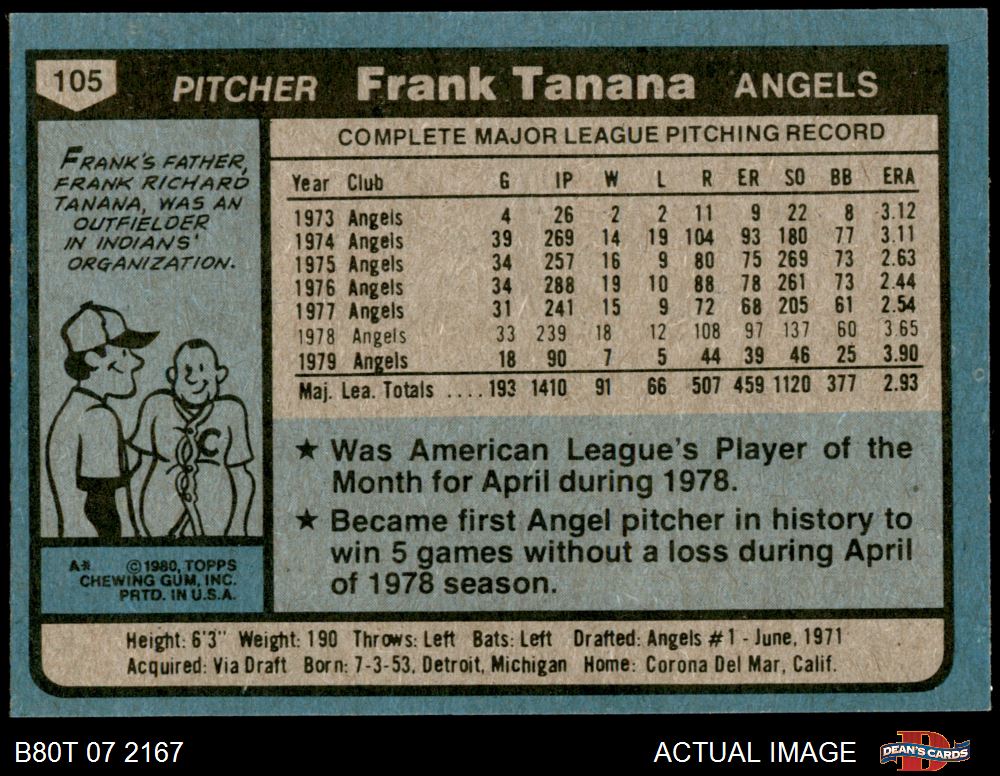 105 PITCHER Frank Tanana ANGELS
FRANK'S FATHER,
FRANK RICHARD
TANANA, WAS AN
OUTFIELDER
IN INDIANS'
ORGANIZATION.
C
A✻ ©1980, TOPPS
CHEWING GUM, INC.
PRTD. IN U.S.A.
COMPLETE MAJOR LEAGUE PITCHING RECORD
Year Club G IP W L R ER SO BB ERA
1973 Angels 4 26 2 2 11 9 22 8 3.12
1974 Angels 39 269 14 19 104 93 180 77 3.11
1975 Angels 34 257 16 9 80 75 269 73 2.63
1976 Angels 34 288 19 10 88 78 261 73 2.44
1977 Angels 31 241 15 9 72 68 205 61 2.54
1978 Angels 33 239 18 12 108 97 137 60 3.65
1979 Angels 18 90 7 5 44 39 46 25 3.90
Maj. Lea. Totals .... 193 1410 91 66 507 459 1120 377 2.93
★ Was American League's Player of the
Month for April during 1978.
★ Became first Angel pitcher in history to
win 5 games without a loss during April
of 1978 season.
Height: 6'3" Weight: 190 Throws: Left Bats: Left Drafted: Angels #1 - June, 1971
Acquired: Via Draft Born: 7-3-53, Detroit, Michigan Home: Corona Del Mar, Calif.
B80T 07 2167 ACTUAL IMAGE D DEAN'S CARDS